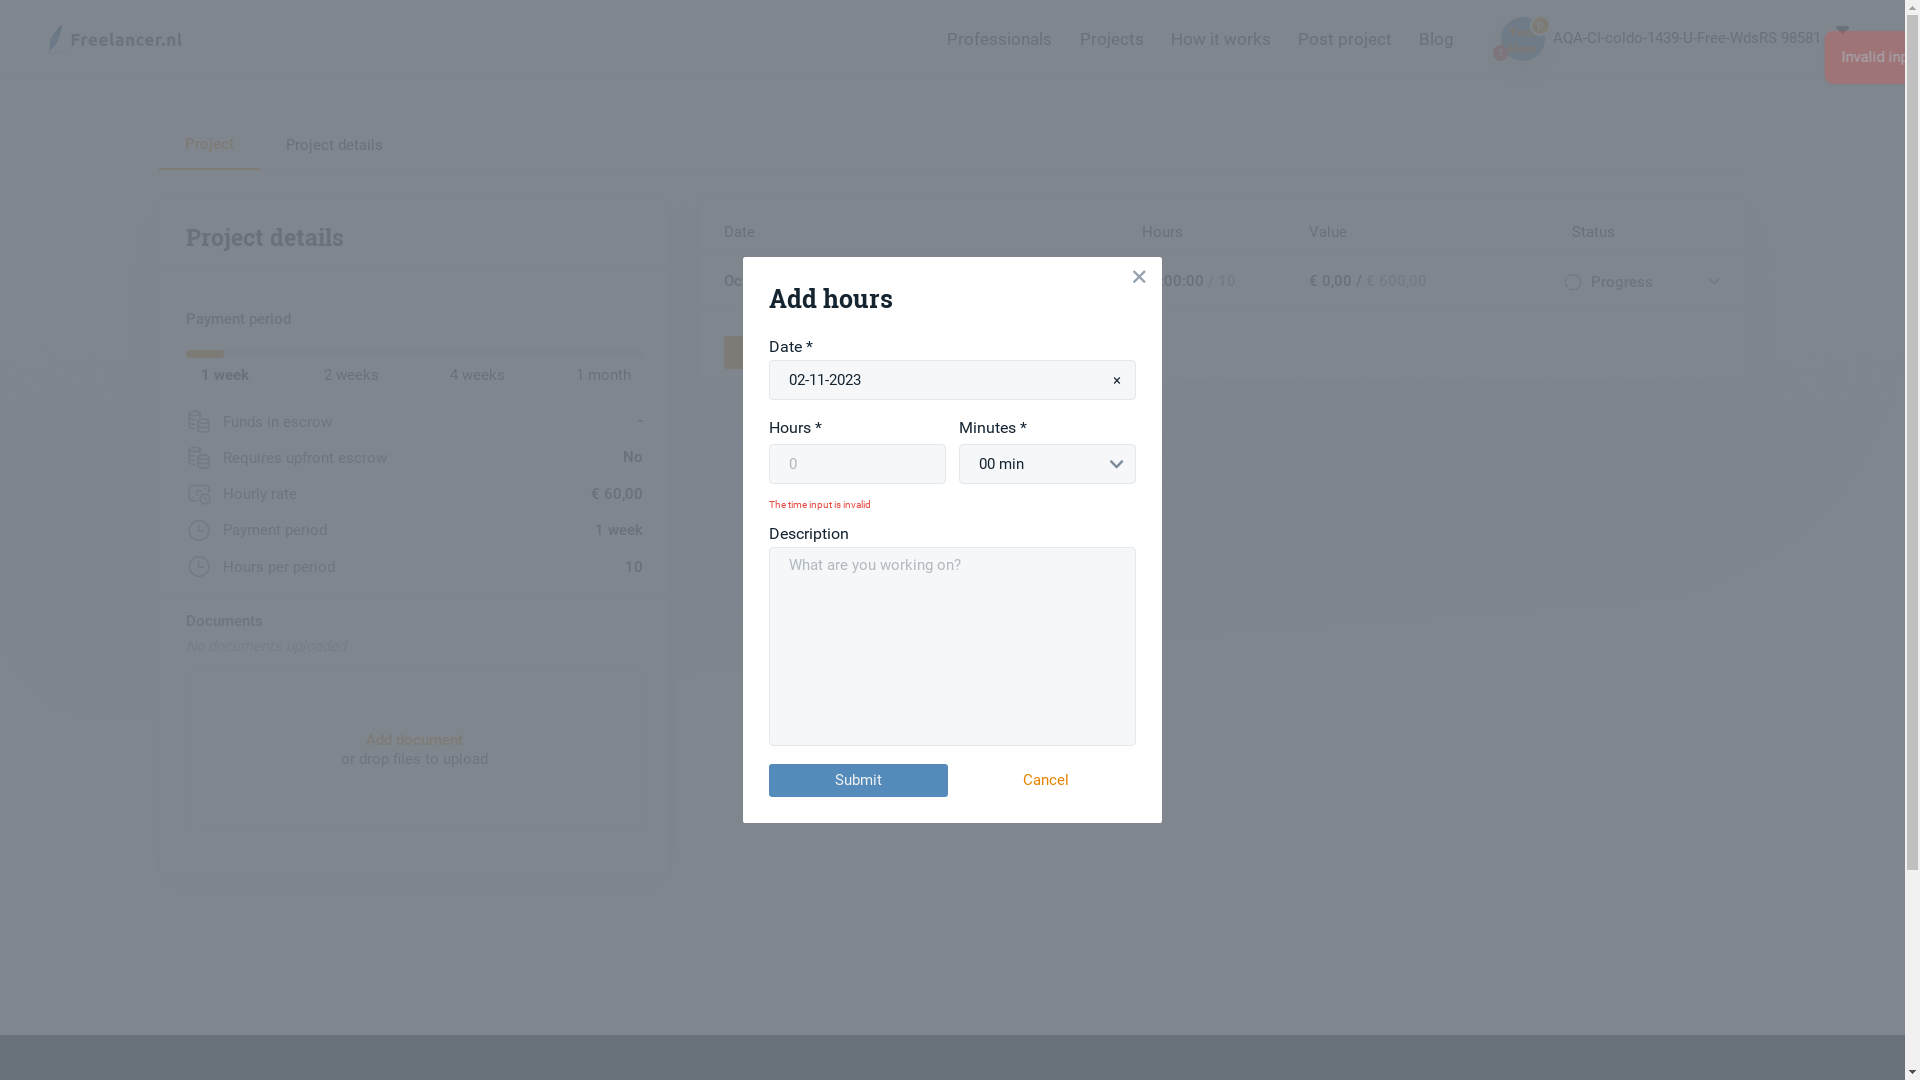 Freelancer.nl
Professionals Projects How it works Post project Blog
0
1
AQA-CI-coldo-1439-U-Free-WdsRS 98581
Invalid
Project Project details
Project details
Payment period
1 week 2 weeks 4 weeks 1 month
Funds in escrow -
Requires upfront escrow No
Hourly rate € 60,00
Payment period 1 week
Hours per period 10
Documents
No documents uploaded
Add document
or drop files to upload
Date Hours Value Status
:00:00 / 10 € 0,00 / € 600,00 Progress
Add hours
Date *
02-11-2023 ×
Hours * Minutes *
0 00 min
The time input is invalid
Description
What are you working on?
Submit Cancel